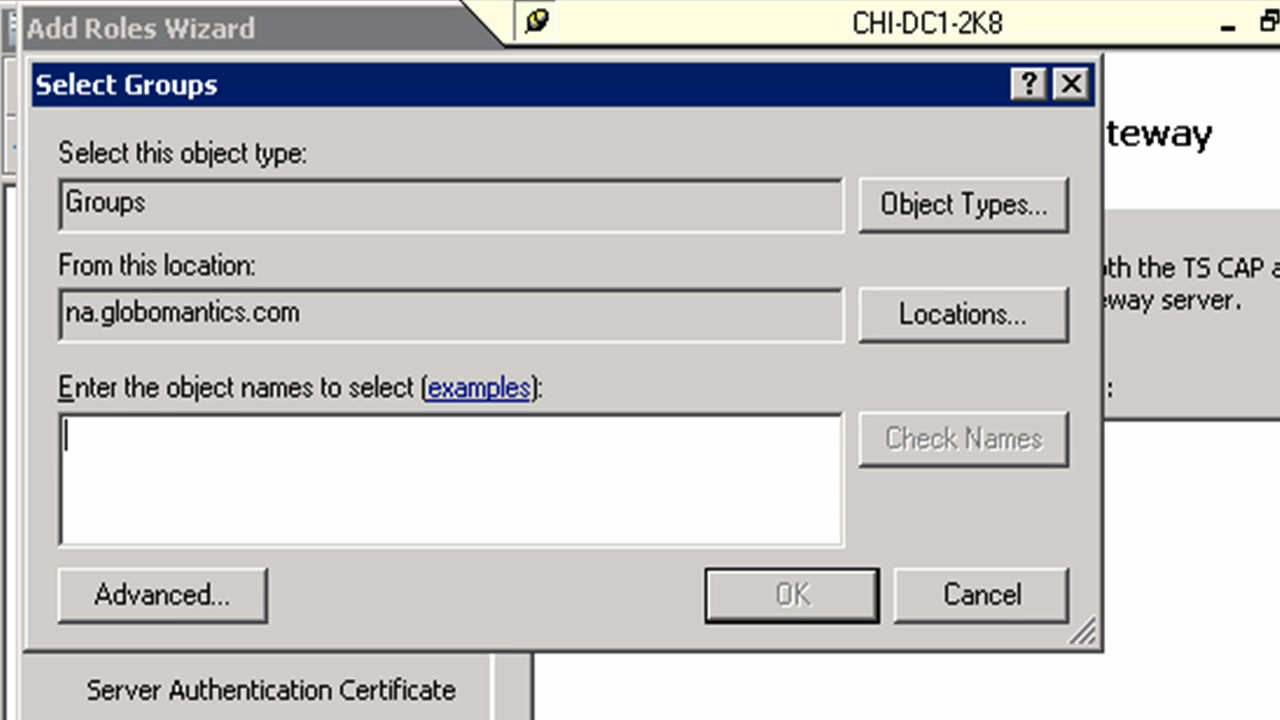 Add Roles Wizard
CHI-DC1-2K8
Select Groups
?
teway
Select this object type:
Groups
Object Types...
From this location:
th the TS CAP
na.globomantics.com
Locations...
way server.
Enter the object names to select (examples):
:
Check Names
Advanced...
OK
Cancel
Server Authentication Certificate